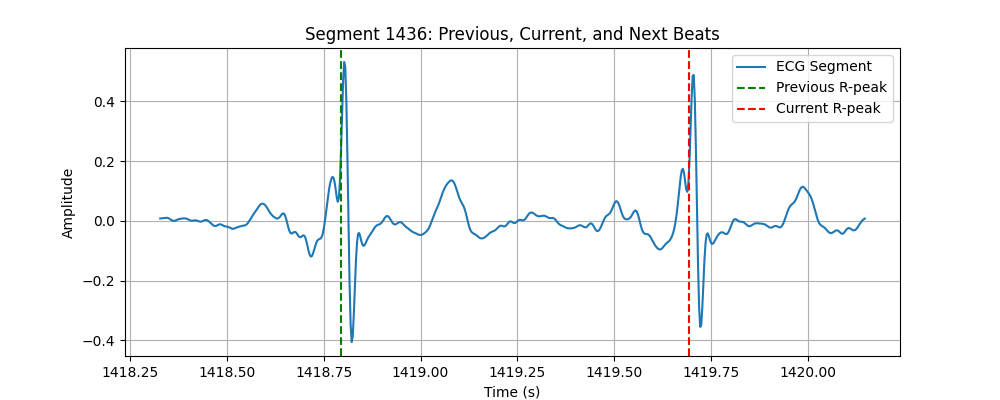 Segment 1436: Previous, Current, and Next Beats
ECG Segment
Previous R-peak
Current R-peak
Amplitude
0.4
0.2
0.0
−0.2
−0.4
1418.25 1418.50 1418.75 1419.00 1419.25 1419.50 1419.75 1420.00
Time (s)